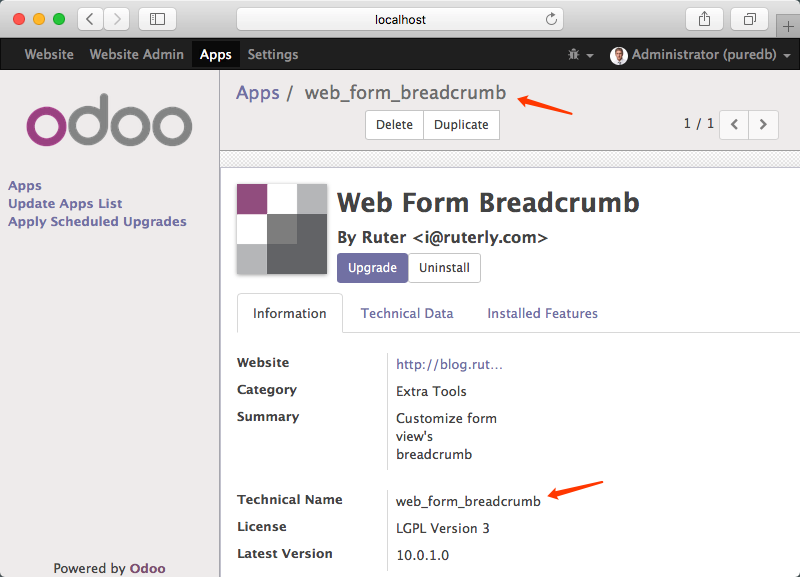 localhost
Website Website Admin Apps Settings Administrator (puredb)
odoo
Apps / web_form_breadcrumb
Delete Duplicate 1 / 1
Apps
Update Apps List
Apply Scheduled Upgrades
Web Form Breadcrumb
By Ruter <i@ruterly.com>
Upgrade Uninstall
Information Technical Data Installed Features
Website http://blog.rut...
Category Extra Tools
Summary Customize form
view's
breadcrumb
Technical Name web_form_breadcrumb
License LGPL Version 3
Latest Version 10.0.1.0
Powered by Odoo